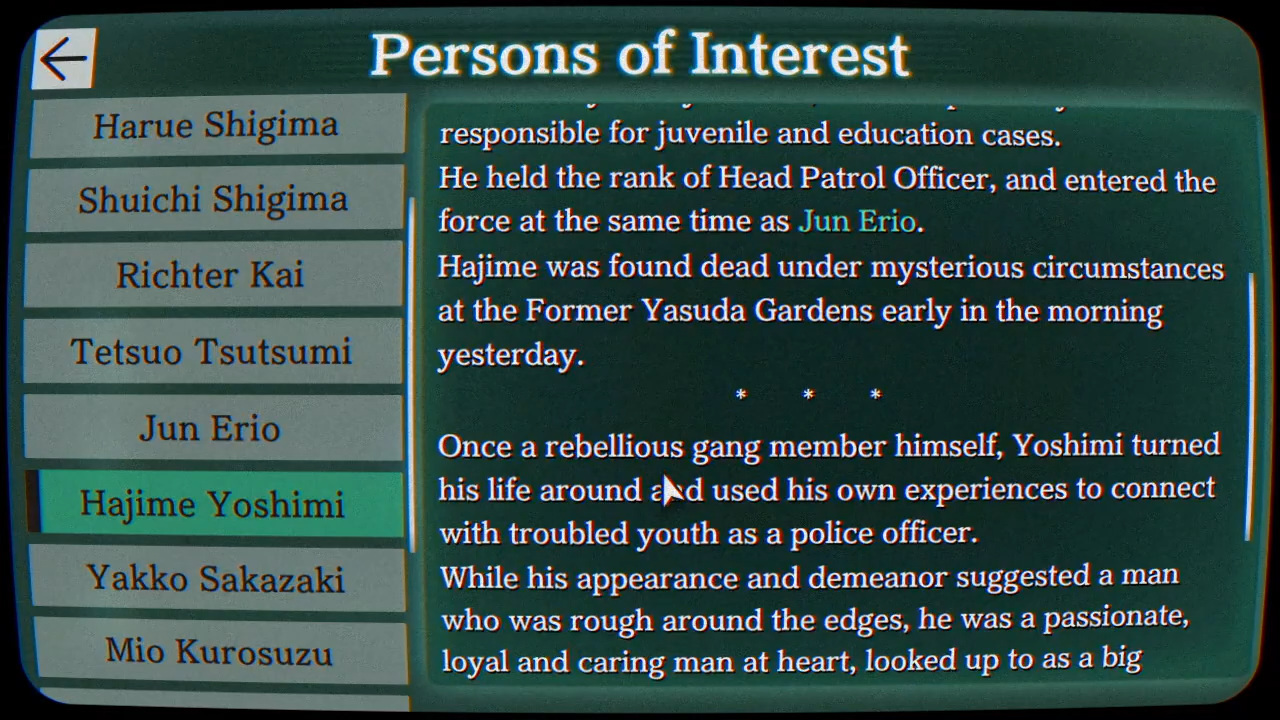 Persons of Interest
Harue Shigima
Shuichi Shigima
Richter Kai
Tetsuo Tsutsumi
Jun Erio
Hajime Yoshimi
Yakko Sakazaki
Mio Kurosuzu
responsible for juvenile and education cases.
He held the rank of Head Patrol Officer, and entered the
force at the same time as Jun Erio.
Hajime was found dead under mysterious circumstances
at the Former Yasuda Gardens early in the morning
yesterday.
* * *
Once a rebellious gang member himself, Yoshimi turned
his life around and used his own experiences to connect
with troubled youth as a police officer.
While his appearance and demeanor suggested a man
who was rough around the edges, he was a passionate,
loyal and caring man at heart, looked up to as a big